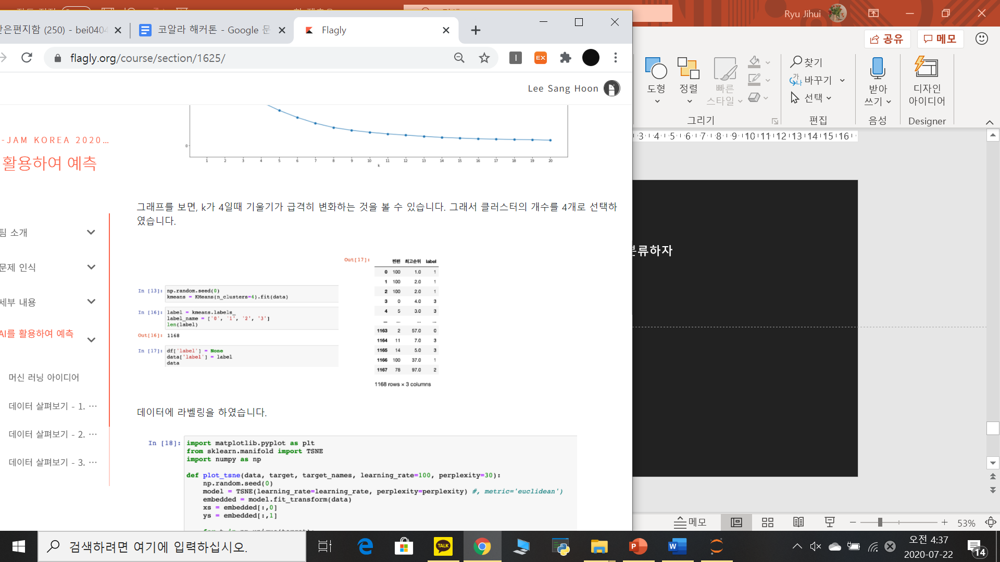 Ryu Jihui
받은편지함 (250) - bei0404
코알라 해커톤 - Google 문
Flagly
공유
메모
flagly.org/course/section/1625/
EX
도형
정렬
빠른
스타일
찾기
바꾸기
선택
받아
쓰기
디자인
아이디어
그리기
편집
음성
Designer
Lee Sang Hoon
3 4 5 6 7 8 9 10 11 12 13 14 15 16
0
1 2 3 4 5 6 7 8 9 10 11 12 13 14 15 16 17 18 19 20
k
-JAM KOREA 2020...
활용하여 예측
그래프를 보면, k가 4일때 기울기가 급격히 변화하는 것을 볼 수 있습니다. 그래서 클러스터의 개수를 4개로 선택하
였습니다.
팀 소개
문제 인식
세부 내용
AI를 활용하여 예측
머신 러닝 아이디어
데이터 살펴보기 - 1. ...
데이터 살펴보기 - 2. ...
데이터 살펴보기 - 3. ...
In [13]: np.random.seed(0)
kmeans = KMeans(n_clusters=4).fit(data)
In [16]: label = kmeans.labels_
label_name = ['0', '1', '2', '3']
len(label)
Out[16]: 1168
In [17]: df['label'] = None
data['label'] = label
data
Out[17]:
찐팬 최고순위 label
0 100 1.0 1
1 100 2.0 1
2 100 2.0 1
3 0 4.0 3
4 5 3.0 3
... ... ... ...
1163 2 57.0 0
1164 11 7.0 3
1165 14 5.0 3
1166 100 37.0 1
1167 78 97.0 2
1168 rows × 3 columns
데이터에 라벨링을 하였습니다.
In [18]: import matplotlib.pyplot as plt
from sklearn.manifold import TSNE
import numpy as np
def plot_tsne(data, target, target_names, learning_rate=100, perplexity=30):
np.random.seed(0)
model = TSNE(learning_rate=learning_rate, perplexity=perplexity) #, metric='euclidean')
embedded = model.fit_transform(data)
xs = embedded[:,0]
ys = embedded[:,1]
분류하자
메모
53%
검색하려면 여기에 입력하십시오.
TALK
오전 4:37
2020-07-22
14